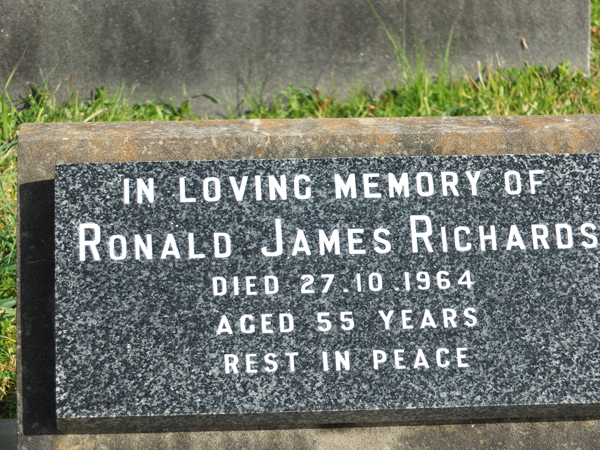 IN LOVING MEMORY OF
RONALD JAMES RICHARDS
DIED 27.10.1964
AGED 55 YEARS
REST IN PEACE